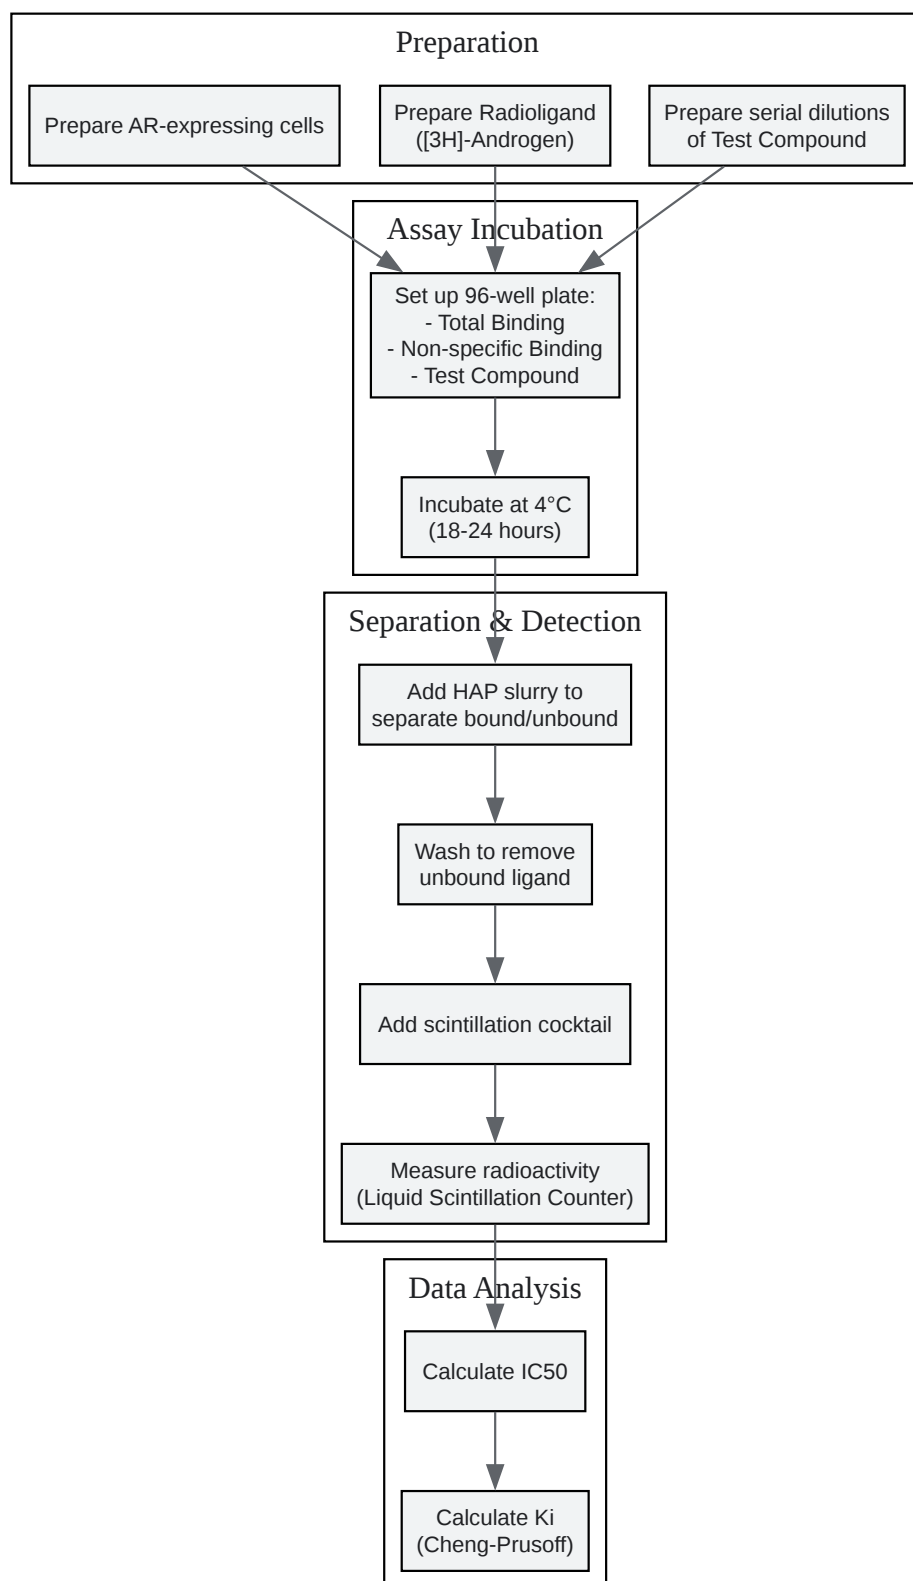 Preparation
Prepare AR-expressing cells
Prepare Radioligand
([3H]-Androgen)
Prepare serial dilutions
of Test Compound
Assay Incubation
Set up 96-well plate:
- Total Binding
- Non-specific Binding
- Test Compound
Incubate at 4°C
(18-24 hours)
Separation & Detection
Add HAP slurry to
separate bound/unbound
Wash to remove
unbound ligand
Add scintillation cocktail
Measure radioactivity
(Liquid Scintillation Counter)
Data Analysis
Calculate IC50
Calculate Ki
(Cheng-Prusoff)